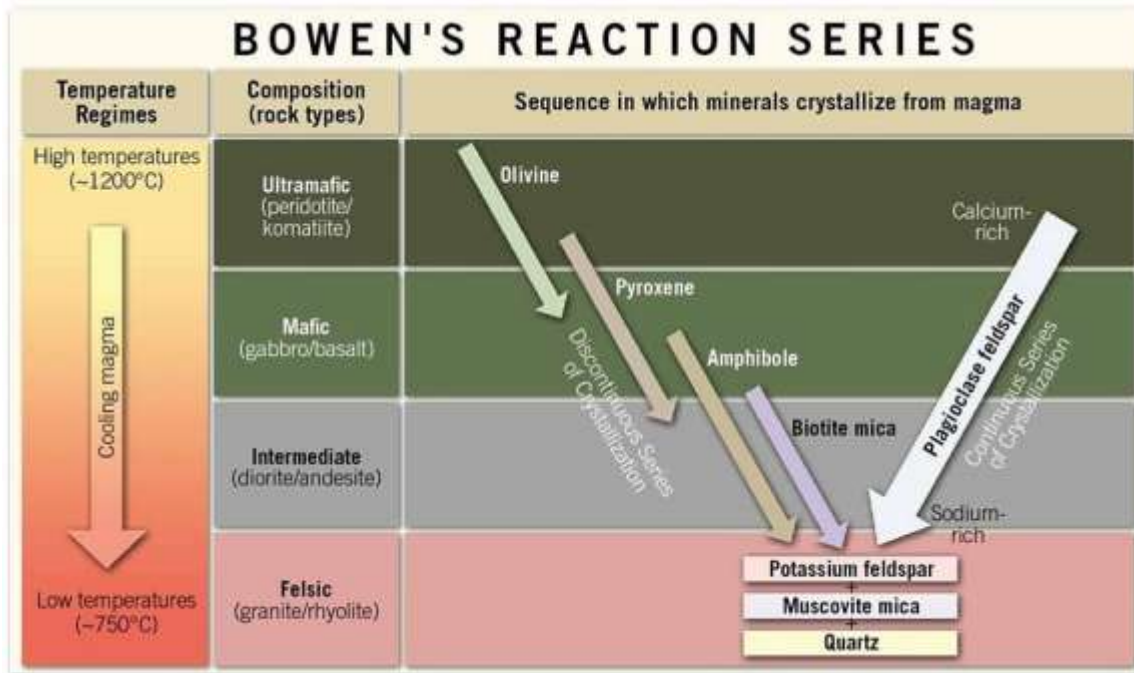 BOWEN'S REACTION SERIES
Temperature
Regimes
Composition
(rock types)
Sequence in which minerals crystallize from magma
High temperatures
(~1200°C)
Cooling magma
Low temperatures
(~750°C)
Ultramafic
(peridotite/
komatiite)
Mafic
(gabbro/basalt)
Intermediate
(diorite/andesite)
Felsic
(granite/rhyolite)
Olivine
Pyroxene
Amphibole
Biotite mica
Discontinuous Series
of Crystallization
Calcium-
rich
Plagioclase feldspar
Continuous Series
of Crystallization
Sodium-
rich
Potassium feldspar
+
Muscovite mica
+
Quartz